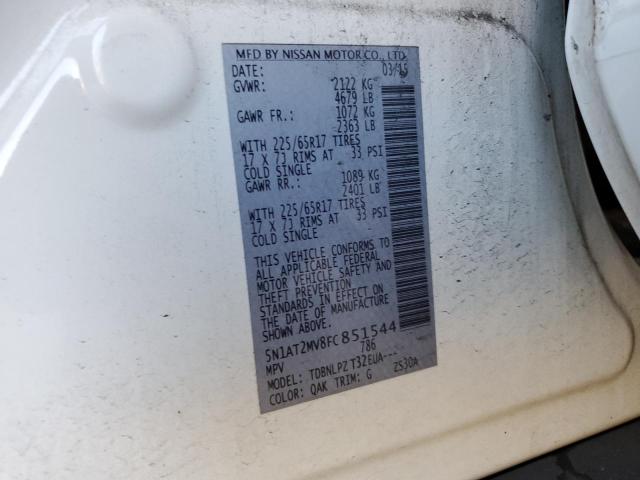 MFD BY NISSAN MOTOR CO., LTD
DATE: 03/15
GVWR: 2122 KG
4679 LB
GAWR FR.: 1072 KG
2363 LB
WITH 225/65R17 TIRES
17 X 7J RIMS AT 33 PSI
COLD SINGLE
GAWR RR.: 1089 KG
2401 LB
WITH 225/65R17 TIRES
17 X 7J RIMS AT 33 PSI
COLD SINGLE
THIS VEHICLE CONFORMS TO
ALL APPLICABLE FEDERAL
MOTOR VEHICLE SAFETY AND
THEFT PREVENTION
STANDARDS IN EFFECT ON
THE DATE OF MANUFACTURE
SHOWN ABOVE.
5N1AT2MV8FC851544
MPV 786
MODEL: TDBNLPZ T32EUA---
COLOR: QAK TRIM: G ZS30A